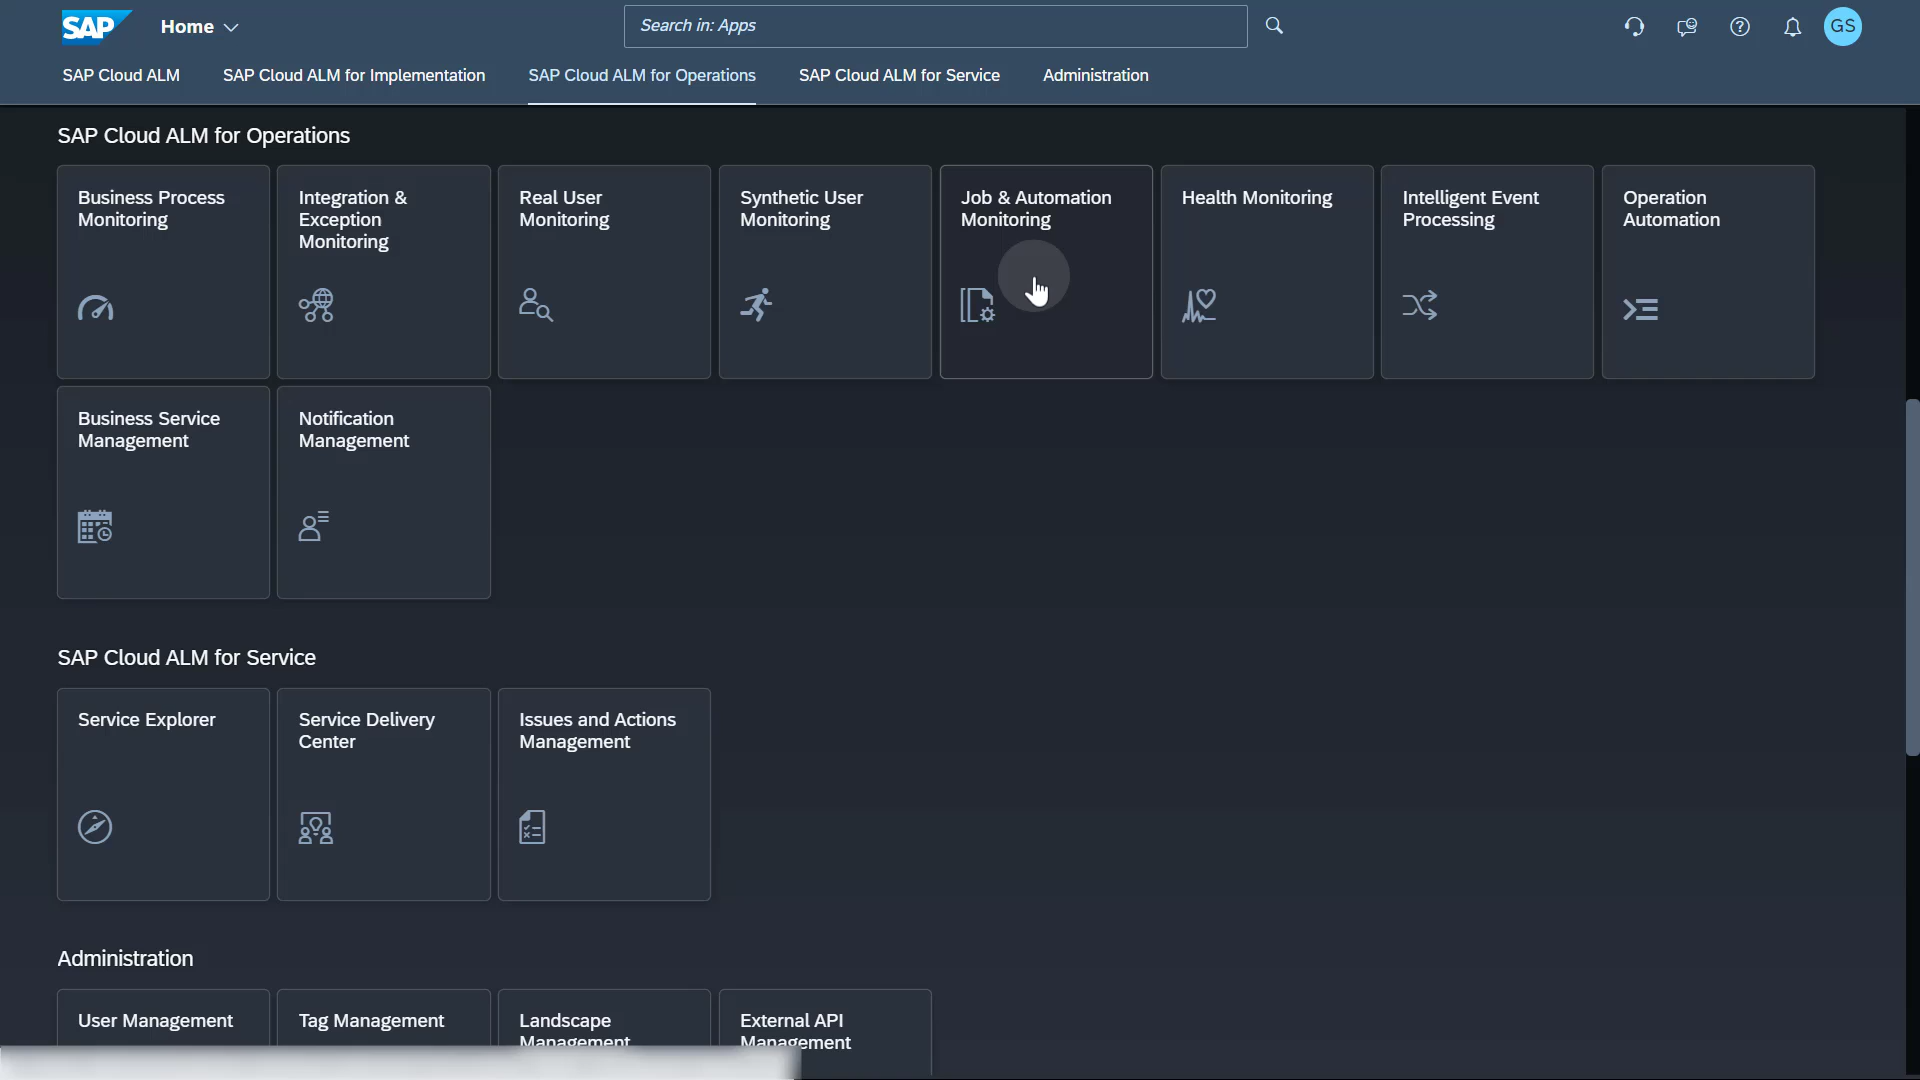 SAP
Home
Search in: Apps
GS
SAP Cloud ALM
SAP Cloud ALM for Implementation
SAP Cloud ALM for Operations
SAP Cloud ALM for Service
Administration
SAP Cloud ALM for Operations
Business Process
Monitoring
Integration &
Exception
Monitoring
Real User
Monitoring
Synthetic User
Monitoring
Job & Automation
Monitoring
Health Monitoring
Intelligent Event
Processing
Operation
Automation
Business Service
Management
Notification
Management
SAP Cloud ALM for Service
Service Explorer
Service Delivery
Center
Issues and Actions
Management
Administration
User Management
Tag Management
Landscape
Management
External API
Management